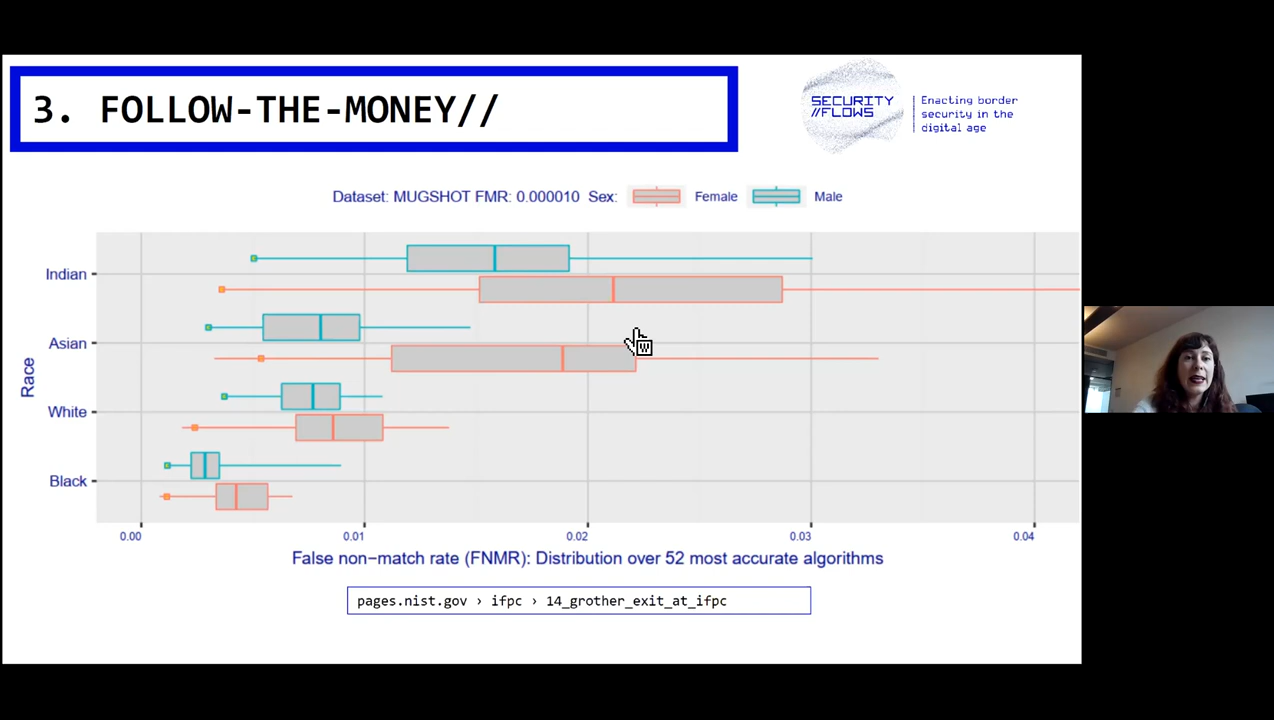 3. FOLLOW-THE-MONEY//
SECURITY
//FLOWS
Enacting border
security in the
digital age
Dataset: MUGSHOT FMR: 0.000010 Sex: Female Male
Race
Indian
Asian
White
Black
0.00 0.01 0.02 0.03 0.04
False non−match rate (FNMR): Distribution over 52 most accurate algorithms
pages.nist.gov › ifpc › 14_grother_exit_at_ifpc
W